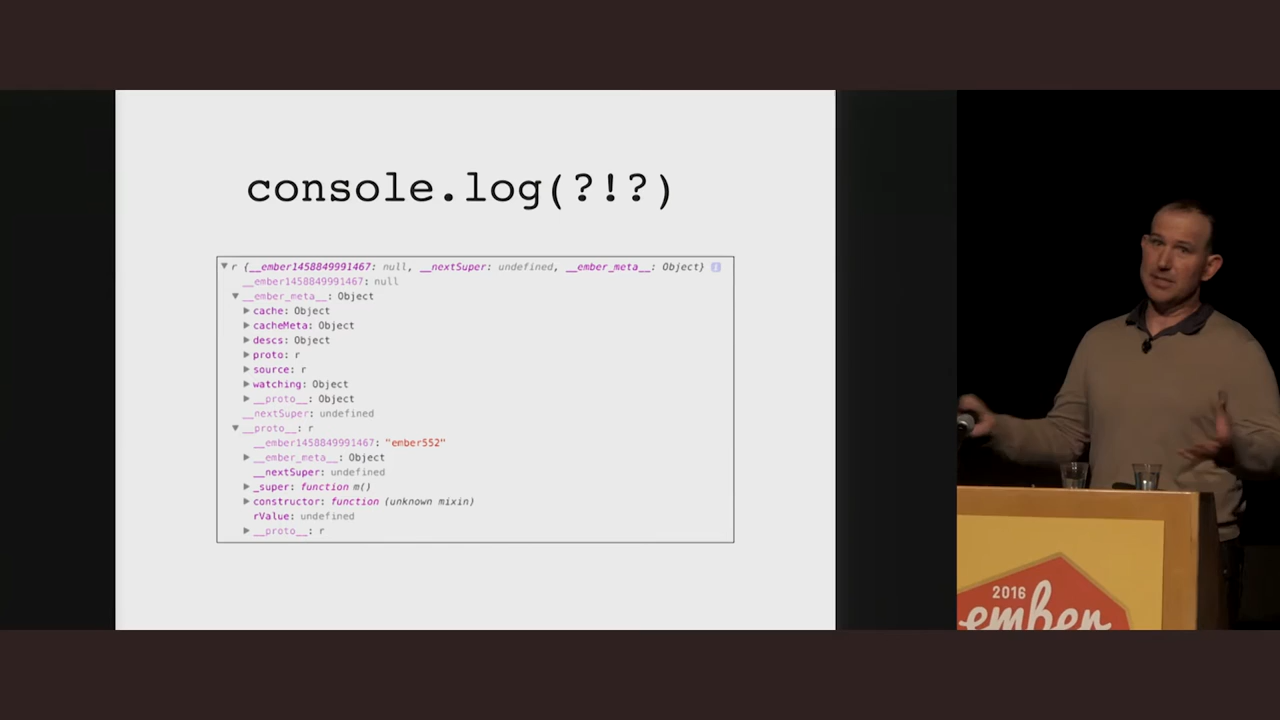 console.log(?!?)
▼ r {__ember1458849991467: null, __nextSuper: undefined, __ember_meta__: Object}
__ember1458849991467: null
▼ __ember_meta__: Object
▶ cache: Object
▶ cacheMeta: Object
▶ descs: Object
▶ proto: r
▶ source: r
▶ watching: Object
▶ __proto__: Object
__nextSuper: undefined
▼ __proto__: r
__ember1458849991467: "ember552"
▶ __ember_meta__: Object
__nextSuper: undefined
▶ _super: function m()
▶ constructor: function (unknown mixin)
rValue: undefined
▶ __proto__: r
2016
ember